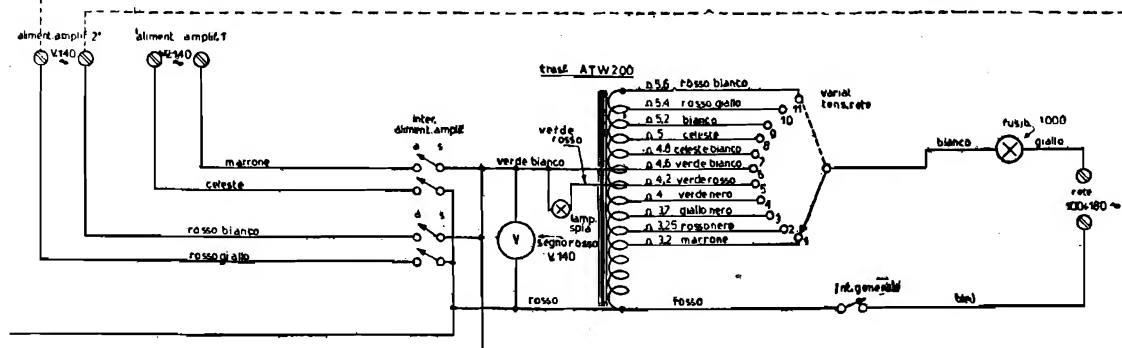 aliment. amplif. 2°
V.140
~
aliment amplif. 1
V.140
~
trasf. ATW200
n 5,6 rosso bianco
n 5,4 rosso giallo
n 5,2 bianco
n 5 celeste
n 4,8 celeste bianco
n 4,6 verde bianco
n 4,2 verde rosso
n 4 verde nero
n 3,7 giallo nero
n 3,25 rosso nero
n 3,2 marrone
11
10
9
8
7
6
5
4
3
2
1
variat
tens. rete
bianco
fusib. 1000
giallo
rete
100÷180 ~
inter.
aliment. amplif.
a s
d s
marrone
celeste
rosso bianco
rosso giallo
verde
rosso
verde bianco
lamp.
spia
V
segno rosso
V.140
rosso
rosso
Int. generale
bleu